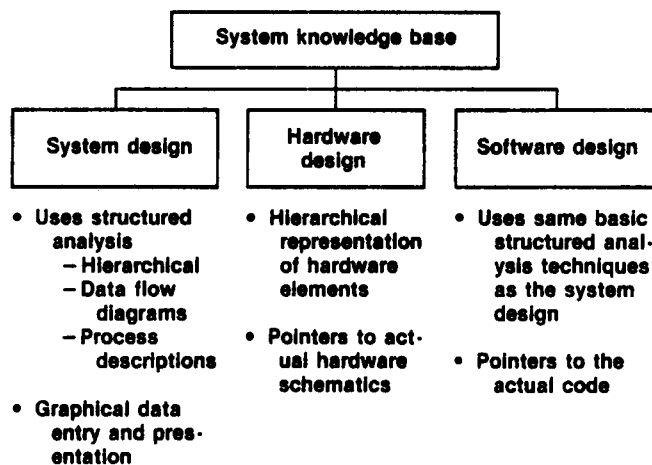 System knowledge base
System design
Hardware
design
Software design
• Uses structured
analysis
– Hierarchical
– Data flow
diagrams
– Process
descriptions
• Graphical data
entry and pres-
entation
• Hierarchical
representation
of hardware
elements
• Pointers to act-
ual hardware
schematics
• Uses same basic
structured anal-
ysis techniques
as the system
design
• Pointers to the
actual code